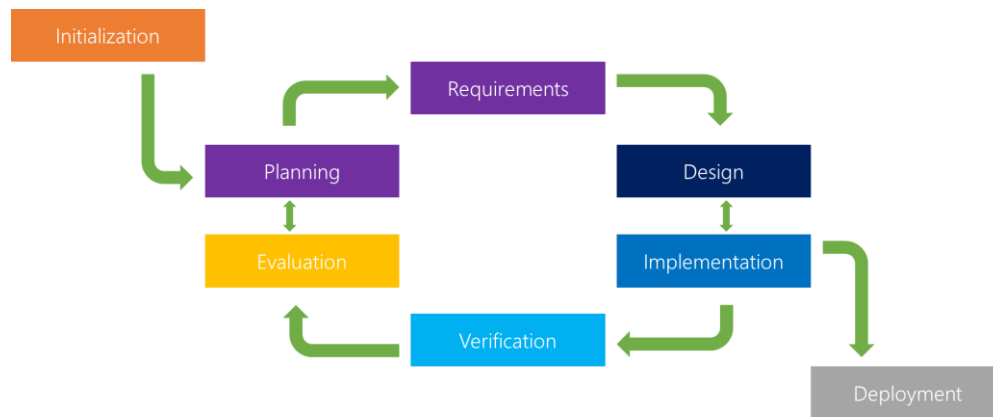 Initialization
Requirements
Planning
Design
Evaluation
Implementation
Verification
Deployment